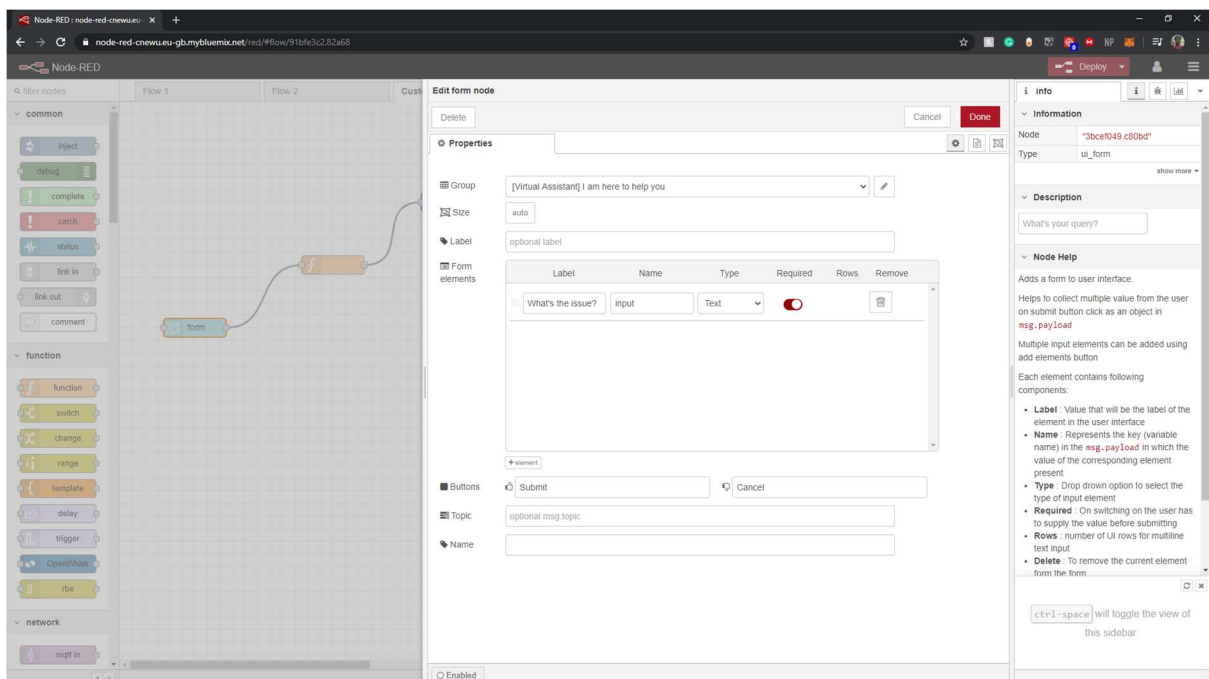 Node-RED : node-red-cnewu.eu-
node-red-cnewu.eu-gb.mybluemix.net/red/#flow/91bfe3c2.82a68
NP
0
Node-RED
Deploy
filter nodes
Flow 1
Flow 2
Cust
common
inject
debug
complete
catch
status
link in
link out
comment
function
function
switch
change
range
template
delay
trigger
OpenWhisk
rbe
network
mqtt in
form
Edit form node
Delete
Cancel
Done
Properties
Group
[Virtual Assistant] I am here to help you
Size
auto
Label
optional label
Form elements
Label Name Type Required Rows Remove
What's the issue? input Text
+ element
Buttons
Submit
Cancel
Topic
optional msg.topic
Name
Enabled
i info
Information
Node "3bcef049.c80bd"
Type ui_form
show more
Description
What's your query?
Node Help
Adds a form to user interface.
Helps to collect multiple value from the user
on submit button click as an object in
msg.payload
Multiple input elements can be added using
add elements button
Each element contains following
components:
• Label : Value that will be the label of the
element in the user interface
• Name : Represents the key (variable
name) in the msg.payload in which the
value of the corresponding element
present
• Type : Drop drown option to select the
type of input element
• Required : On switching on the user has
to supply the value before submitting
• Rows : number of UI rows for multiline
text input
• Delete : To remove the current element
form the form
ctrl-space will toggle the view of
this sidebar